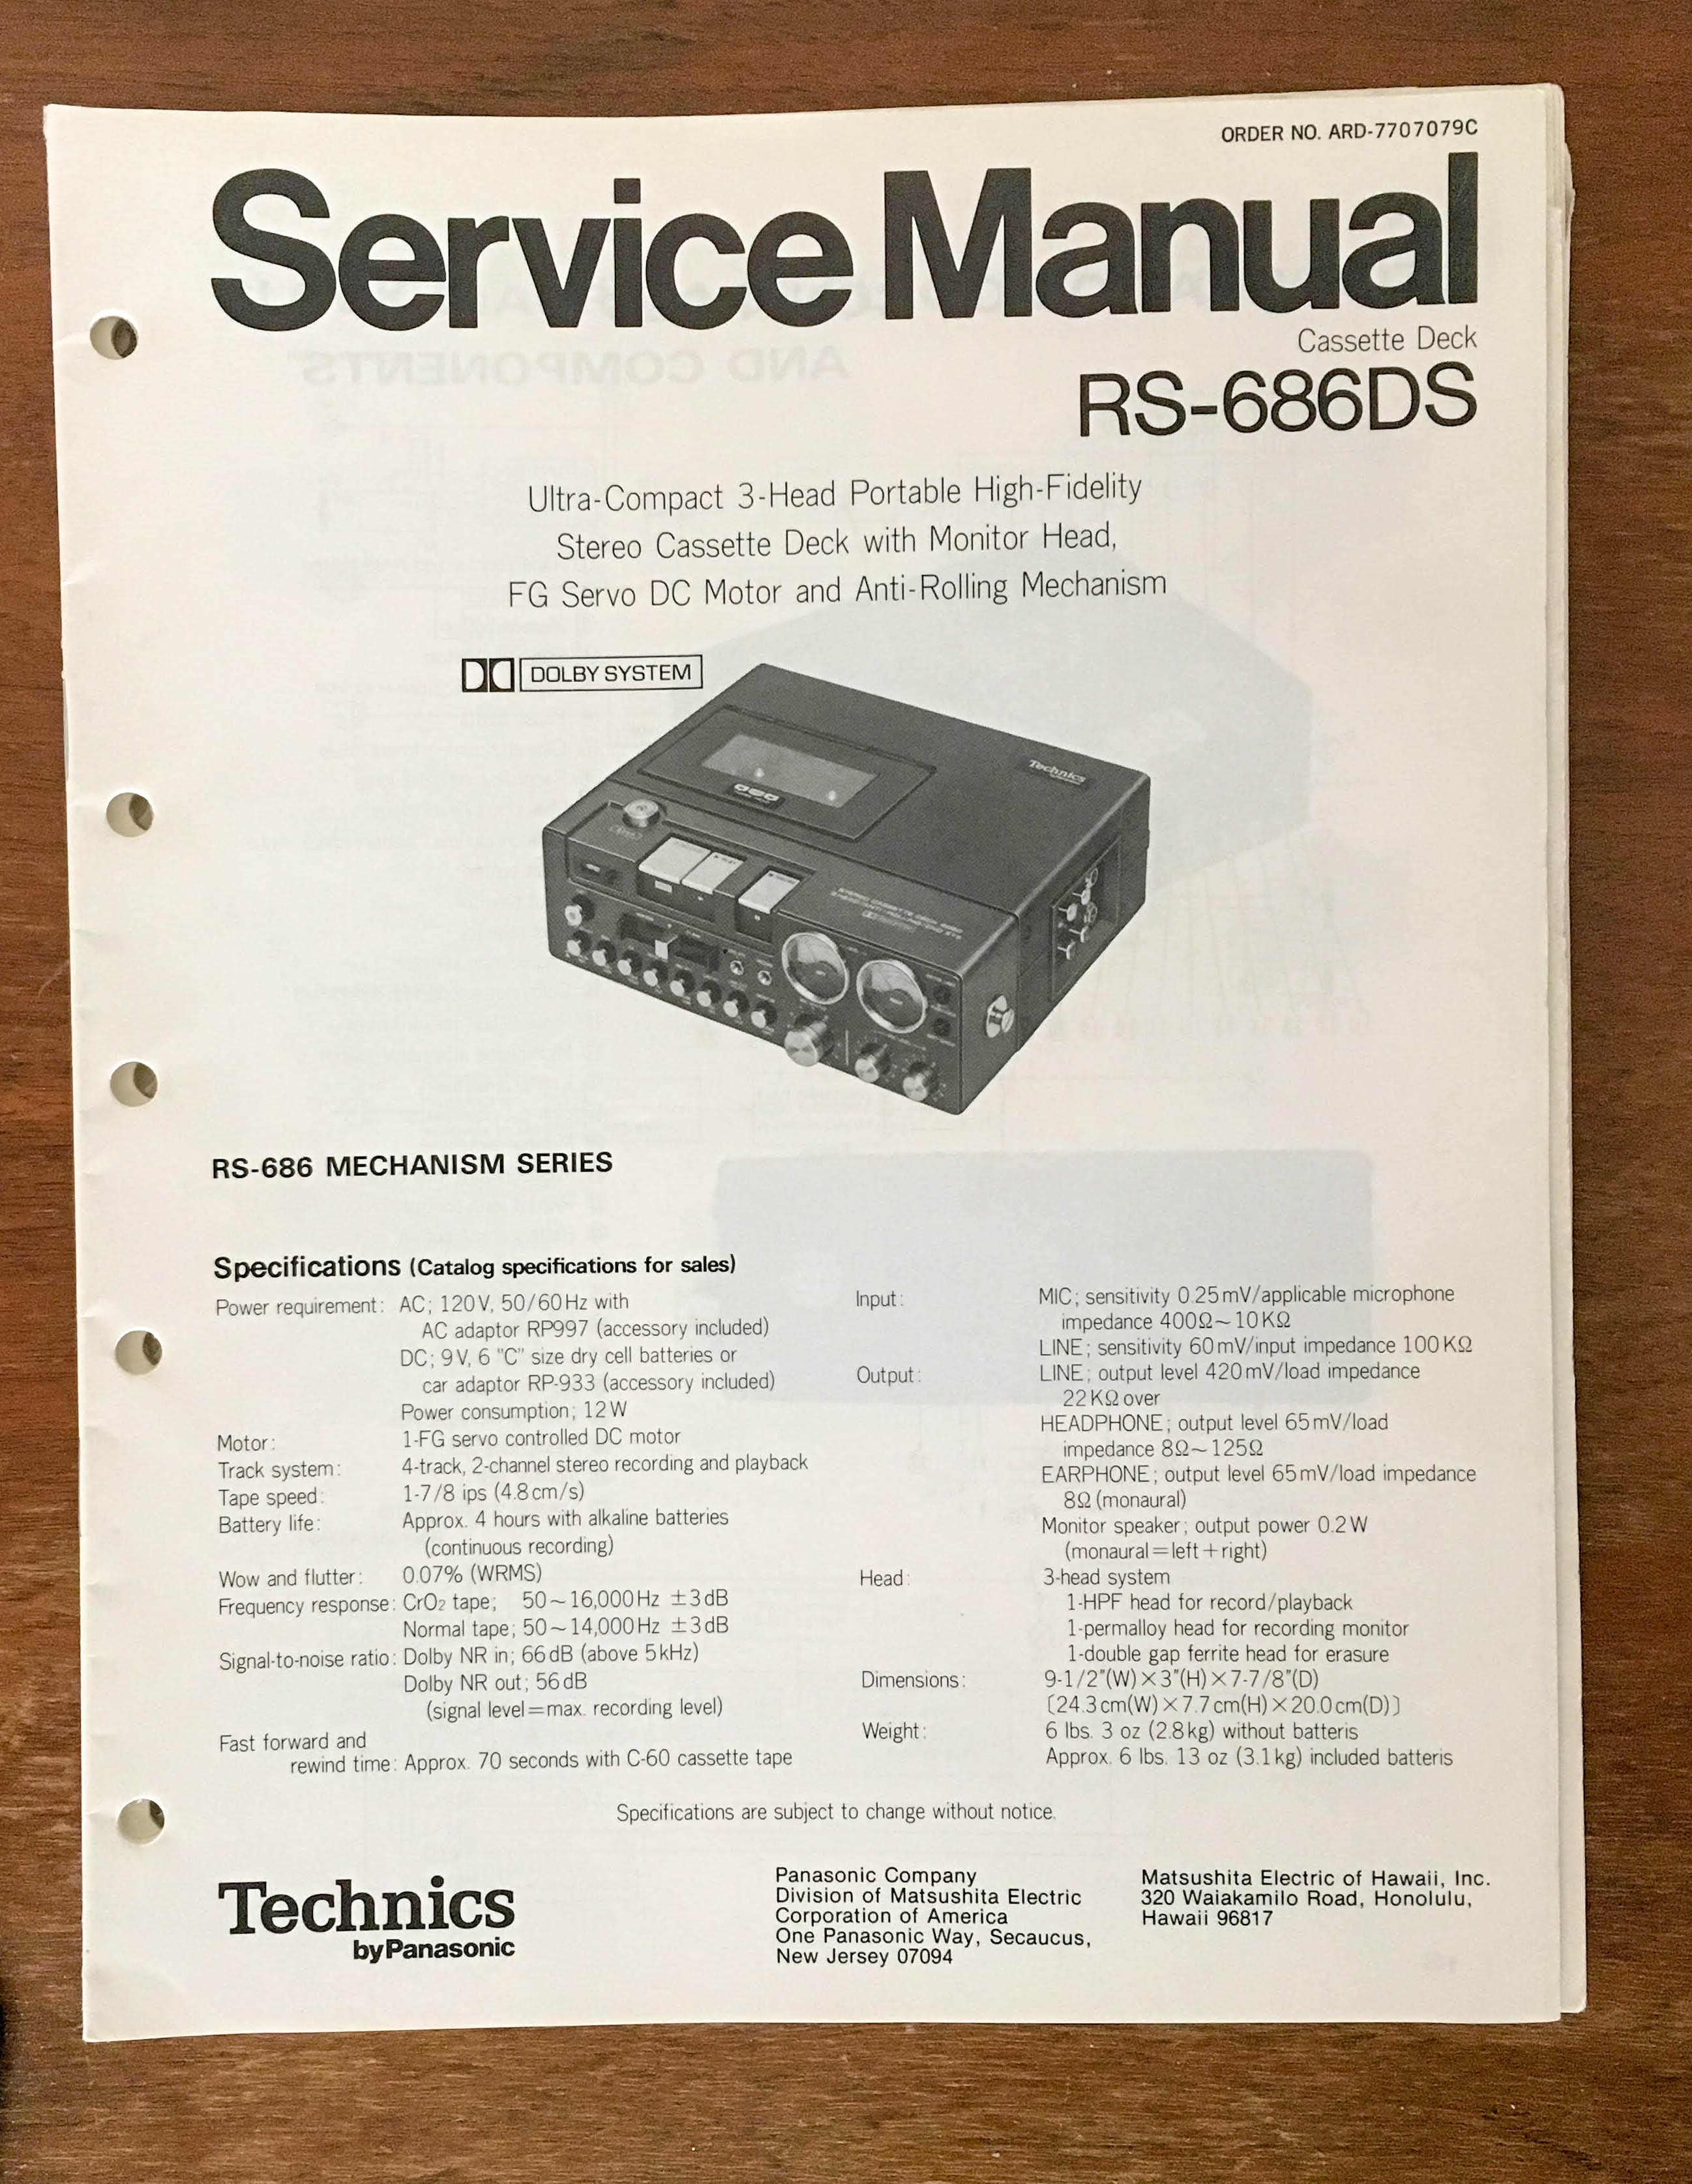 ORDER NO. ARD-7707079C
Service Manual
Cassette Deck
RS-686DS
Ultra-Compact 3-Head Portable High-Fidelity
Stereo Cassette Deck with Monitor Head,
FG Servo DC Motor and Anti-Rolling Mechanism
DOLBY SYSTEM
Technics
RS-686 MECHANISM SERIES
Specifications (Catalog specifications for sales)
Power requirement: AC; 120V, 50/60Hz with
AC adaptor RP997 (accessory included)
DC; 9V, 6 "C" size dry cell batteries or
car adaptor RP-933 (accessory included)
Power consumption; 12W
Motor: 1-FG servo controlled DC motor
Track system: 4-track, 2-channel stereo recording and playback
Tape speed: 1-7/8 ips (4.8cm/s)
Battery life: Approx. 4 hours with alkaline batteries
(continuous recording)
Wow and flutter: 0.07% (WRMS)
Frequency response: CrO2 tape; 50~16,000Hz ±3dB
Normal tape; 50~14,000Hz ±3dB
Signal-to-noise ratio: Dolby NR in; 66dB (above 5kHz)
Dolby NR out; 56dB
(signal level=max. recording level)
Fast forward and
rewind time: Approx. 70 seconds with C-60 cassette tape
Input: MIC; sensitivity 0.25mV/applicable microphone
impedance 400Ω~10KΩ
LINE; sensitivity 60mV/input impedance 100KΩ
Output: LINE; output level 420mV/load impedance
22KΩ over
HEADPHONE; output level 65mV/load
impedance 8Ω~125Ω
EARPHONE; output level 65mV/load impedance
8Ω (monaural)
Monitor speaker; output power 0.2W
(monaural=left+right)
Head: 3-head system
1-HPF head for record/playback
1-permalloy head for recording monitor
1-double gap ferrite head for erasure
Dimensions: 9-1/2"(W)×3"(H)×7-7/8"(D)
〔24.3cm(W)×7.7cm(H)×20.0cm(D)〕
Weight: 6 lbs. 3 oz (2.8kg) without batteris
Approx. 6 lbs. 13 oz (3.1kg) included batteris
Specifications are subject to change without notice.
Technics
by Panasonic
Panasonic Company
Division of Matsushita Electric
Corporation of America
One Panasonic Way, Secaucus,
New Jersey 07094
Matsushita Electric of Hawaii, Inc.
320 Waiakamilo Road, Honolulu,
Hawaii 96817